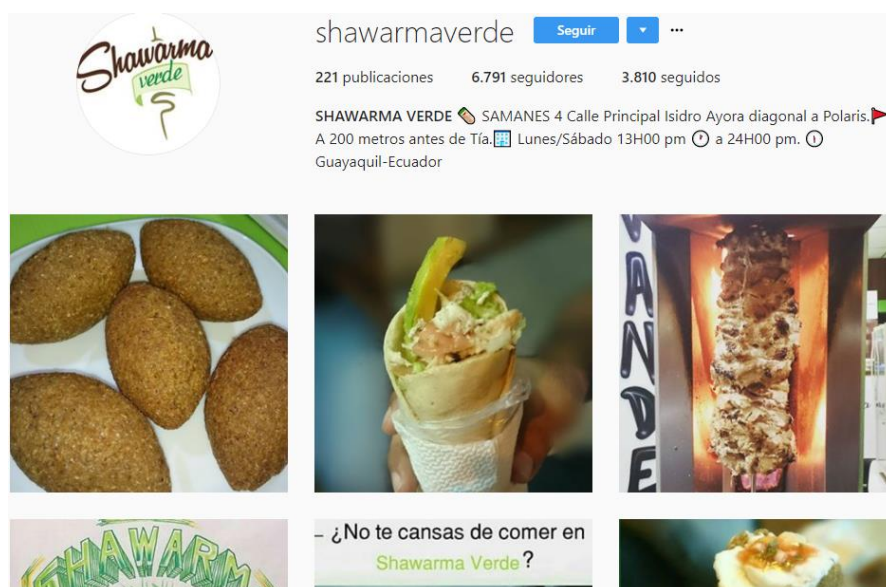 Shawarma
verde
shawarmaverde Seguir
221 publicaciones 6.791 seguidores 3.810 seguidos
SHAWARMA VERDE 🌯 SAMANES 4 Calle Principal Isidro Ayora diagonal a Polaris.🚩
A 200 metros antes de Tía. Lunes/Sábado 13H00 pm 🕐 a 24H00 pm. 🕛
Guayaquil-Ecuador
VANDE
SHAWARM
– ¿No te cansas de comer en
Shawarma Verde?